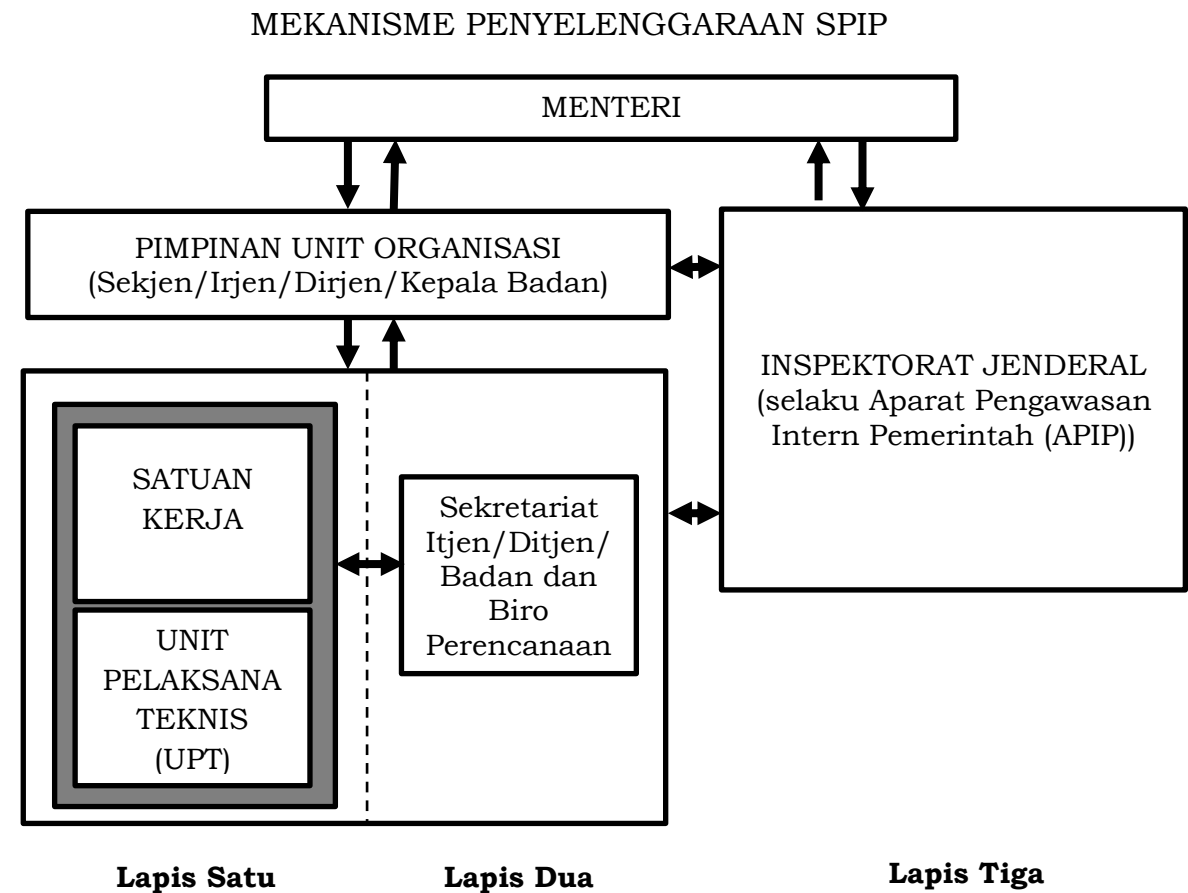 MEKANISME PENYELENGGARAAN SPIP
MENTERI
PIMPINAN UNIT ORGANISASI
(Sekjen/Irjen/Dirjen/Kepala Badan)
INSPEKTORAT JENDERAL
(selaku Aparat Pengawasan
Intern Pemerintah (APIP))
SATUAN
KERJA
UNIT
PELAKSANA
TEKNIS
(UPT)
Sekretariat
Itjen/Ditjen/
Badan dan
Biro
Perencanaan
Lapis Satu
Lapis Dua
Lapis Tiga